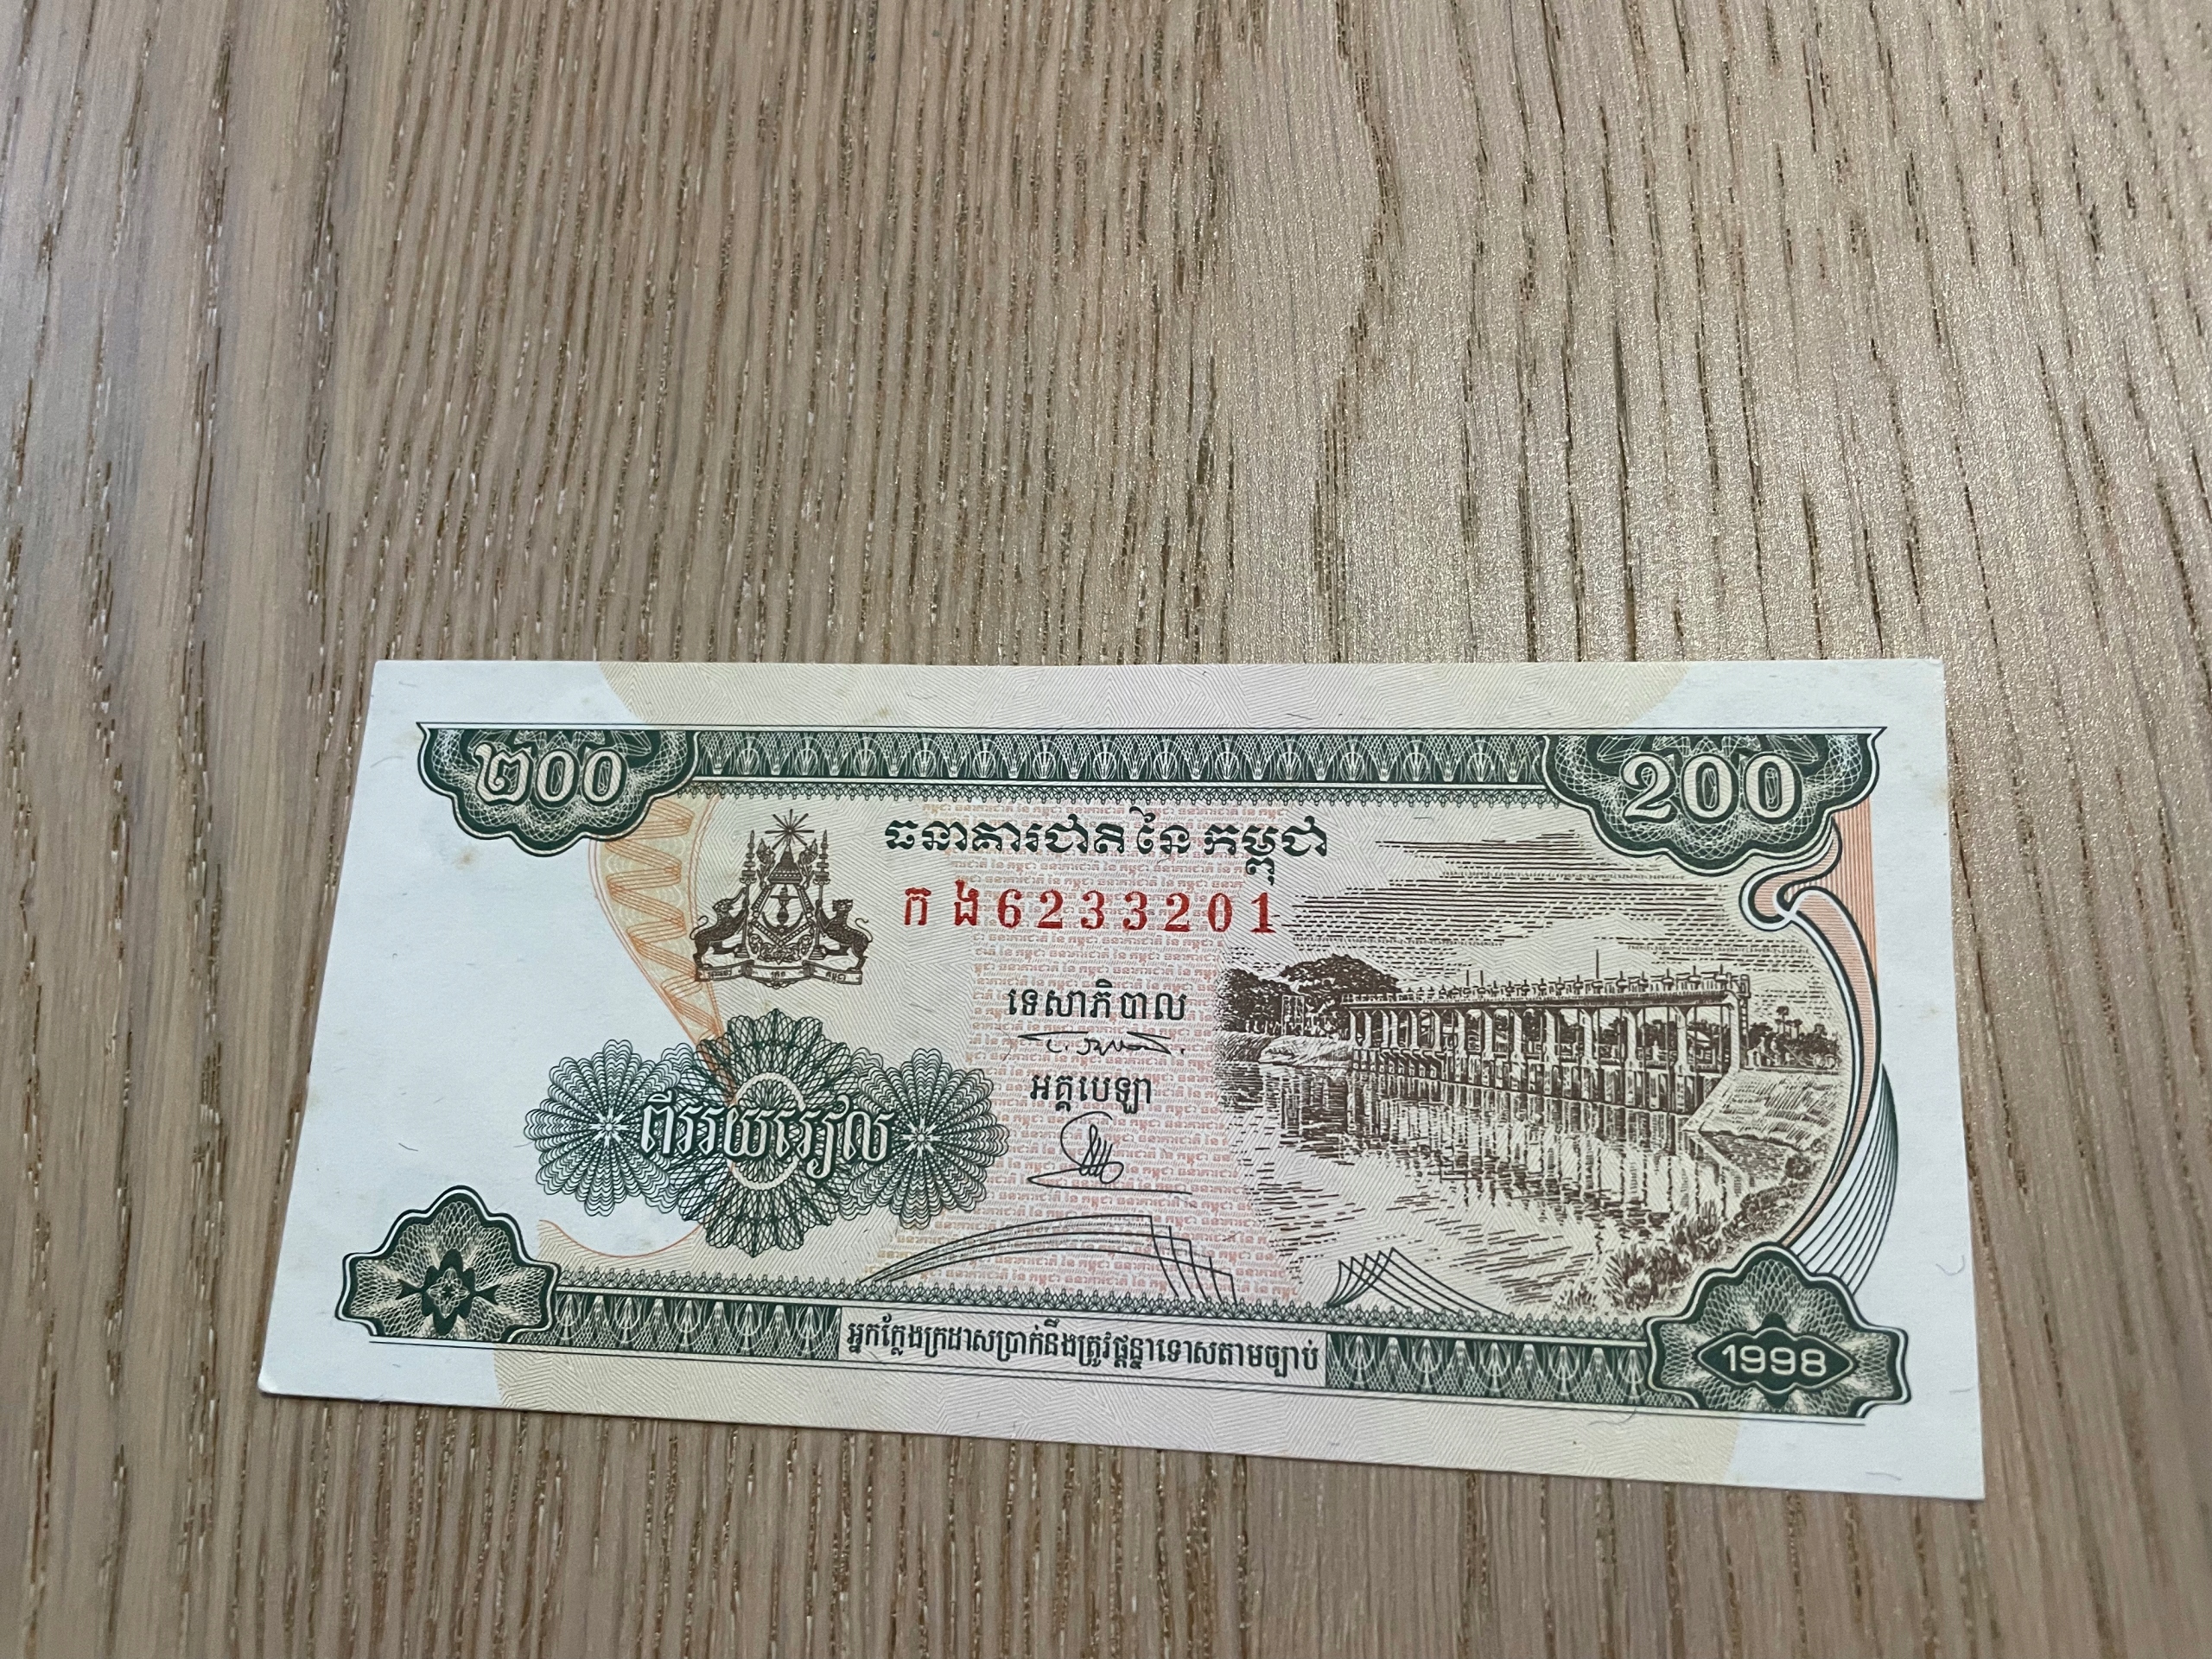 ២០០
200
ធនាគារជាតិ នៃ កម្ពុជា
ក ង 6233201
ទេសាភិបាល
អគ្គបេឡា
ពីររយរៀល
អ្នកក្លែងក្រដាសប្រាក់នឹងត្រូវផ្ដន្ទាទោសតាមច្បាប់
1998